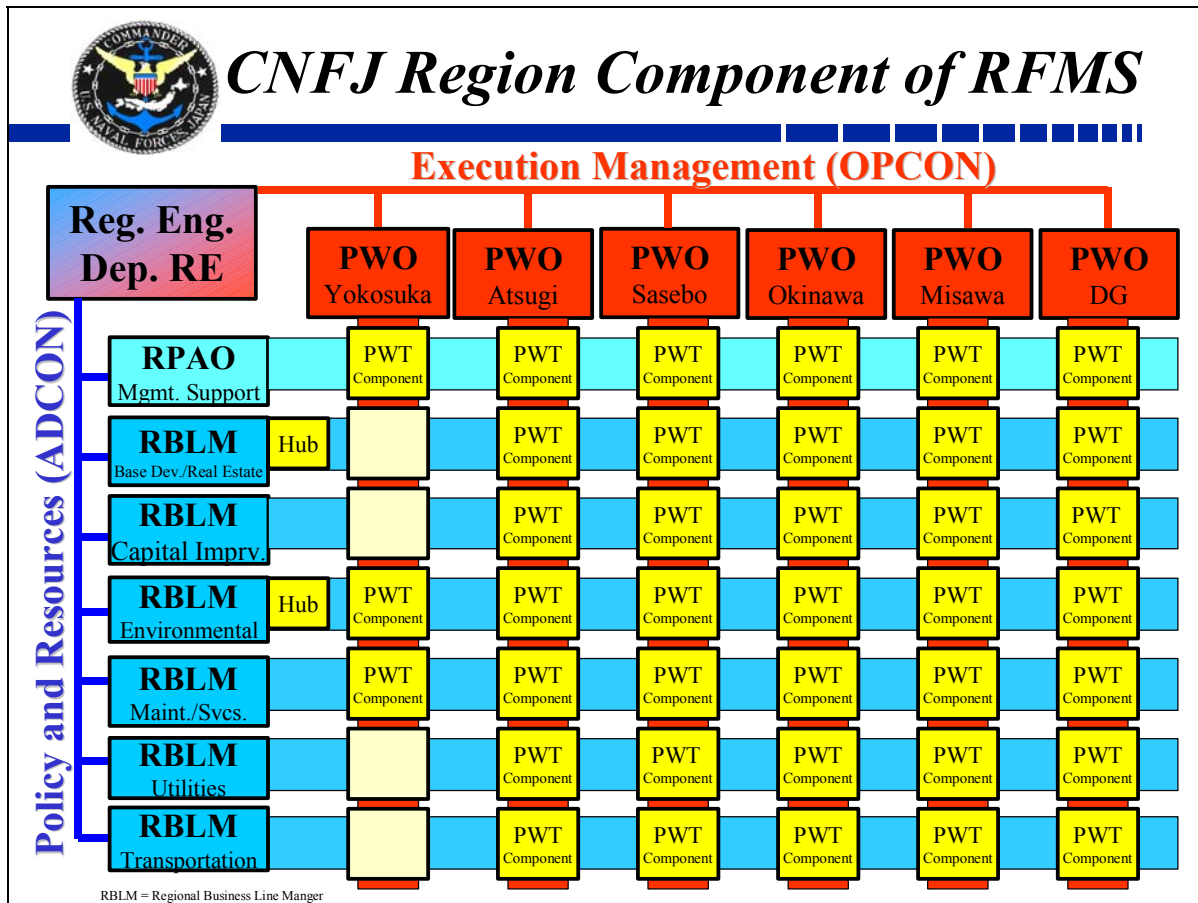 COMMANDER
U.S. NAVAL FORCES, JAPAN
CNFJ Region Component of RFMS
Execution Management (OPCON)
Reg. Eng.
Dep. RE
PWO
Yokosuka
PWO
Atsugi
PWO
Sasebo
PWO
Okinawa
PWO
Misawa
PWO
DG
Policy and Resources (ADCON)
RPAO
Mgmt. Support
PWT
Component
PWT
Component
PWT
Component
PWT
Component
PWT
Component
PWT
Component
RBLM
Base Dev./Real Estate
Hub
PWT
Component
PWT
Component
PWT
Component
PWT
Component
PWT
Component
RBLM
Capital Imprv.
PWT
Component
PWT
Component
PWT
Component
PWT
Component
PWT
Component
RBLM
Environmental
Hub
PWT
Component
PWT
Component
PWT
Component
PWT
Component
PWT
Component
PWT
Component
RBLM
Maint./Svcs.
PWT
Component
PWT
Component
PWT
Component
PWT
Component
PWT
Component
PWT
Component
RBLM
Utilities
PWT
Component
PWT
Component
PWT
Component
PWT
Component
PWT
Component
RBLM
Transportation
PWT
Component
PWT
Component
PWT
Component
PWT
Component
PWT
Component
RBLM = Regional Business Line Manger